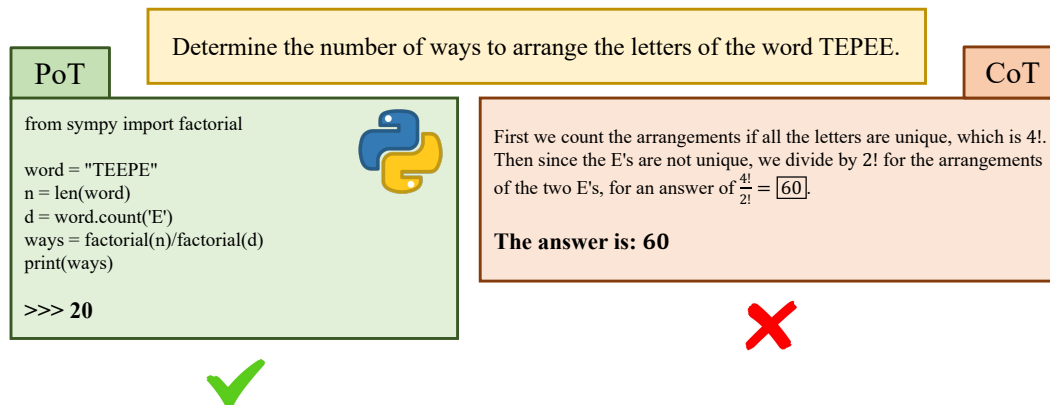 Determine the number of ways to arrange the letters of the word TEPEE.
PoT
from sympy import factorial
word = "TEEPE"
n = len(word)
d = word.count('E')
ways = factorial(n)/factorial(d)
print(ways)
>>> 20
CoT
First we count the arrangements if all the letters are unique, which is 4!.
Then since the E's are not unique, we divide by 2! for the arrangements
of the two E's, for an answer of 4!/2! = 60.
The answer is: 60